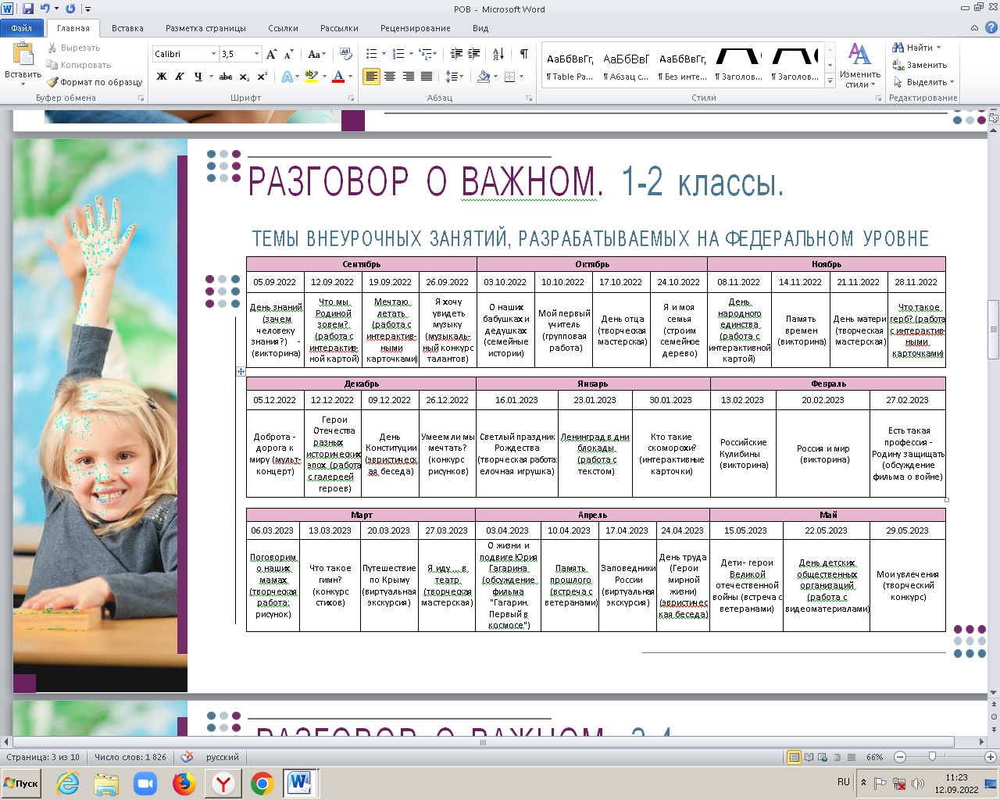 РОВ - Microsoft Word
Файл Главная Вставка Разметка страницы Ссылки Рассылки Рецензирование Вид
Вставить
Вырезать
Копировать
Формат по образцу
Буфер обмена
Calibri 3,5
Шрифт
Абзац
АаБбВвГг, АаБбВвГ АаБбВвГг,
¶ Table Pa... ¶ Абзац с... ¶ Без инте... ¶ Заголов... ¶ Заголов...
Изменить стили
Стили
Найти
Заменить
Выделить
Редактирование
РАЗГОВОР О ВАЖНОМ. 1-2 классы.
ТЕМЫ ВНЕУРОЧНЫХ ЗАНЯТИЙ, РАЗРАБАТЫВАЕМЫХ НА ФЕДЕРАЛЬНОМ УРОВНЕ
Сентябрь Октябрь Ноябрь
05.09.2022 12.09.2022 19.09.2022 26.09.2022 03.10.2022 10.10.2022 17.10.2022 24.10.2022 08.11.2022 14.11.2022 21.11.2022 28.11.2022
День знаний
(зачем
человеку
знания?) -
(викторина)
Что мы
Родиной
зовем?
(работа с
интерактив-
ной картой)
Мечтаю
летать
(работа с
интерактив-
ными
карточками)
Я хочу
увидеть
музыку
(музыкаль-
ный конкурс
талантов)
О наших
бабушках и
дедушках
(семейные
истории)
Мой первый
учитель
(групповая
работа)
День отца
(творческая
мастерская)
Я и моя
семья
(строим
семейное
дерево)
День
народного
единства
(работа с
интерактивной
картой)
Память
времен
(викторина)
День матери
(творческая
мастерская)
Что такое
герб? (работа
с интерактив-
ными
карточками)
Декабрь Январь Февраль
05.12.2022 12.12.2022 09.12.2022 26.12.2022 16.01.2023 23.01.2023 30.01.2023 13.02.2023 20.02.2023 27.02.2023
Доброта -
дорога к
миру (мульт-
концерт)
Герои
Отечества
разных
исторических
эпох (работа
с галереей
героев)
День
Конституции
(эвристическ
ая беседа)
Умеем ли мы
мечтать?
(конкурс
рисунков)
Светлый праздник
Рождества
(творческая работа:
елочная игрушка)
Ленинград в дни
блокады
(работа с
текстом)
Кто такие
скоморохи?
(интерактивные
карточки)
Российские
Кулибины
(викторина)
Россия и мир
(викторина)
Есть такая
профессия -
Родину защищать
(обсуждение
фильма о войне)
Март Апрель Май
06.03.2023 13.03.2023 20.03.2023 27.03.2023 03.04.2023 10.04.2023 17.04.2023 24.04.2023 15.05.2023 22.05.2023 29.05.2023
Поговорим
о наших
мамах
(творческая
работа:
рисунок)
Что такое
гимн?
(конкурс
стихов)
Путешествие
по Крыму
(виртуальная
экскурсия)
Я иду ... в
театр
(творческая
мастерская)
О жизни и
подвиге Юрия
Гагарина
(обсуждение
фильма
"Гагарин.
Первый в
космосе")
Память
прошлого
(встреча с
ветеранами)
Заповедники
России
(виртуальная
экскурсия)
День труда
(Герои
мирной
жизни)
(эвристичес
кая беседа)
Дети- герои
Великой
отечественной
войны (встреча с
ветеранами)
День детских
общественных
организаций
(работа с
видеоматериалами)
Мои увлечения
(творческий
конкурс)
Страница: 3 из 10 Число слов: 1 826 русский 66%
Пуск RU 11:23
12.09.2022